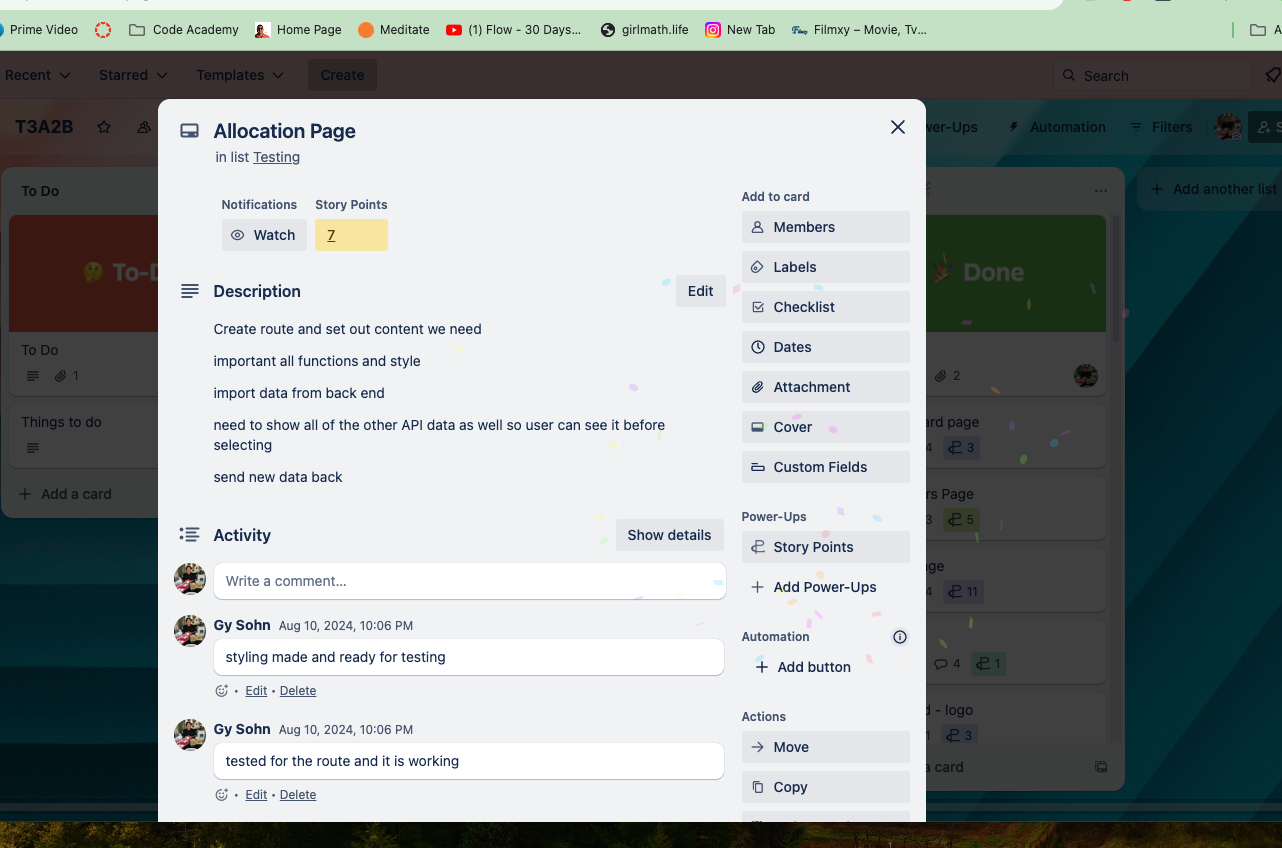 Prime Video
Code Academy
Home Page
Meditate
(1) Flow - 30 Days...
girlmath.life
New Tab
Filmxy – Movie, Tv...
Recent
Starred
Templates
Create
Search
T3A2B
Automation
Filters
Allocation Page
in list Testing
Notifications
Story Points
Watch
7
Description
Edit
Create route and set out content we need
important all functions and style
import data from back end
need to show all of the other API data as well so user can see it before
selecting
send new data back
Activity
Show details
Write a comment...
Gy Sohn Aug 10, 2024, 10:06 PM
styling made and ready for testing
• Edit • Delete
Gy Sohn Aug 10, 2024, 10:06 PM
tested for the route and it is working
• Edit • Delete
Add to card
Members
Labels
Checklist
Dates
Attachment
Cover
Custom Fields
Power-Ups
Story Points
Add Power-Ups
Automation
Add button
Actions
Move
Copy
To Do
To Do
1
Things to do
Add a card
Add another list
Done
2
page
4
3
Page
3
5
4
11
4
1
- logo
1
3
card